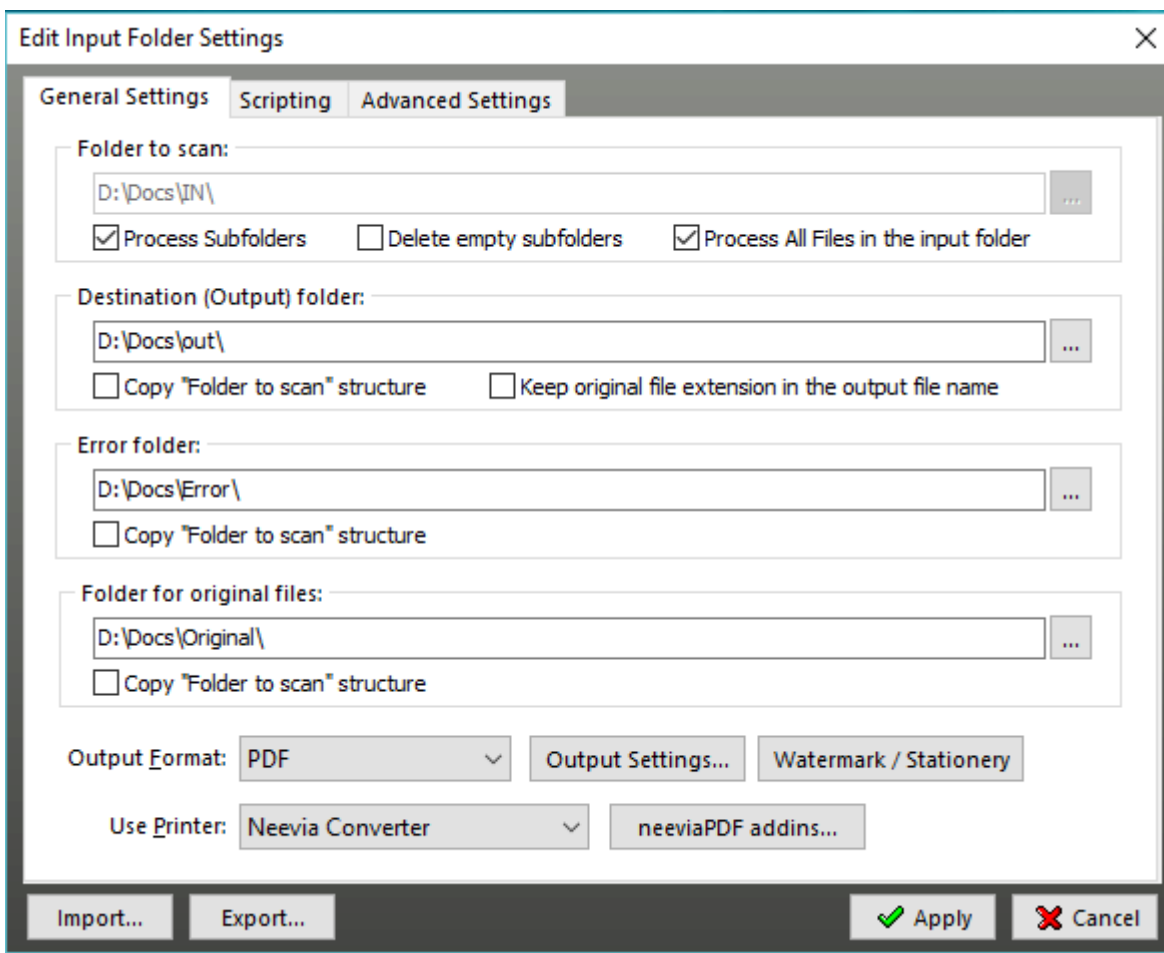 Edit Input Folder Settings
General Settings Scripting Advanced Settings
Folder to scan:
D:\Docs\IN\
...
Process Subfolders Delete empty subfolders Process All Files in the input folder
Destination (Output) folder:
D:\Docs\out\
...
Copy "Folder to scan" structure Keep original file extension in the output file name
Error folder:
D:\Docs\Error\
...
Copy "Folder to scan" structure
Folder for original files:
D:\Docs\Original\
...
Copy "Folder to scan" structure
Output Format: PDF Output Settings... Watermark / Stationery
Use Printer: Neevia Converter neeviaPDF addins...
Import... Export... Apply Cancel